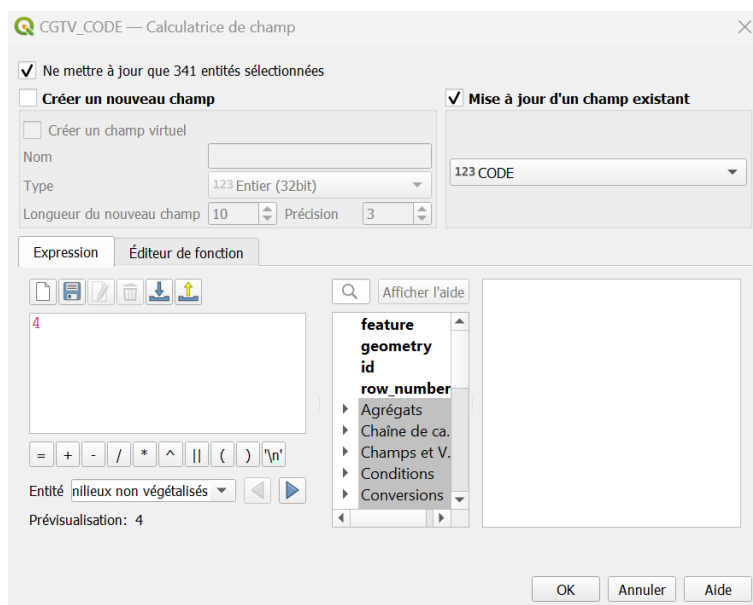 CGTV_CODE — Calculatrice de champ
Ne mettre à jour que 341 entités sélectionnées
Créer un nouveau champ
Mise à jour d'un champ existant
Créer un champ virtuel
Nom
Type 123 Entier (32bit)
Longueur du nouveau champ 10 Précision 3
123 CODE
Expression Éditeur de fonction
Afficher l'aide
4
feature
geometry
id
row_number
Agrégats
Chaîne de ca.
Champs et V.
Conditions
Conversions
= + - / * ^ || ( ) '\n'
Entité nilieux non végétalisés
Prévisualisation: 4
OK Annuler Aide